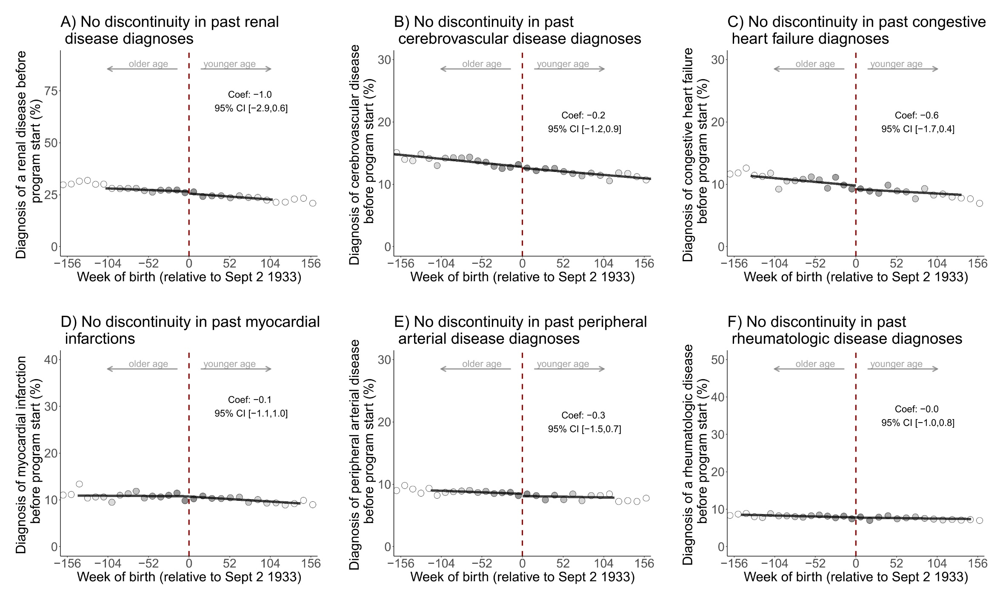 A) No discontinuity in past renal
disease diagnoses
Diagnosis of a renal disease before
program start (%)
75
50
25
0
older age
younger age
Coef: −1.0
95% CI [−2.9,0.6]
−156 −104 −52 0 52 104 156
Week of birth (relative to Sept 2 1933)
B) No discontinuity in past
cerebrovascular disease diagnoses
Diagnosis of cerebrovascular disease
before program start (%)
30
20
10
0
older age
younger age
Coef: −0.2
95% CI [−1.2,0.9]
−156 −104 −52 0 52 104 156
Week of birth (relative to Sept 2 1933)
C) No discontinuity in past congestive
heart failure diagnoses
Diagnosis of congestive heart failure
before program start (%)
30
20
10
0
older age
younger age
Coef: −0.6
95% CI [−1.7,0.4]
−156 −104 −52 0 52 104 156
Week of birth (relative to Sept 2 1933)
D) No discontinuity in past myocardial
infarctions
Diagnosis of myocardial infarction
before program start (%)
40
30
20
10
0
older age
younger age
Coef: −0.1
95% CI [−1.1,1.0]
−156 −104 −52 0 52 104 156
Week of birth (relative to Sept 2 1933)
E) No discontinuity in past peripheral
arterial disease diagnoses
Diagnosis of peripheral arterial disease
before program start (%)
30
20
10
0
older age
younger age
Coef: −0.3
95% CI [−1.5,0.7]
−156 −104 −52 0 52 104 156
Week of birth (relative to Sept 2 1933)
F) No discontinuity in past
rheumatologic disease diagnoses
Diagnosis of a rheumatologic disease
before program start (%)
50
40
30
20
10
0
older age
younger age
Coef: −0.0
95% CI [−1.0,0.8]
−156 −104 −52 0 52 104 156
Week of birth (relative to Sept 2 1933)